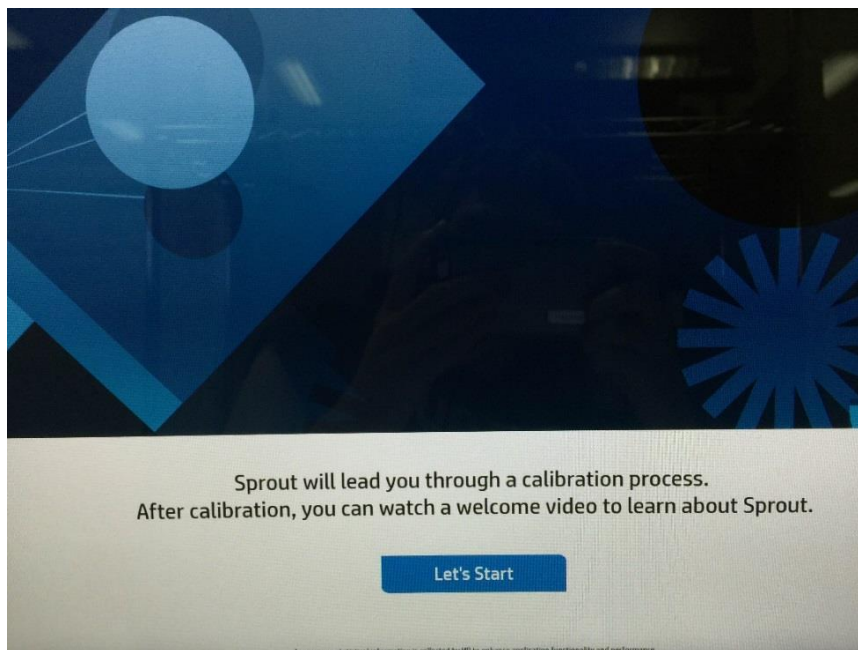 Sprout will lead you through a calibration process.
After calibration, you can watch a welcome video to learn about Sprout.
Let's Start